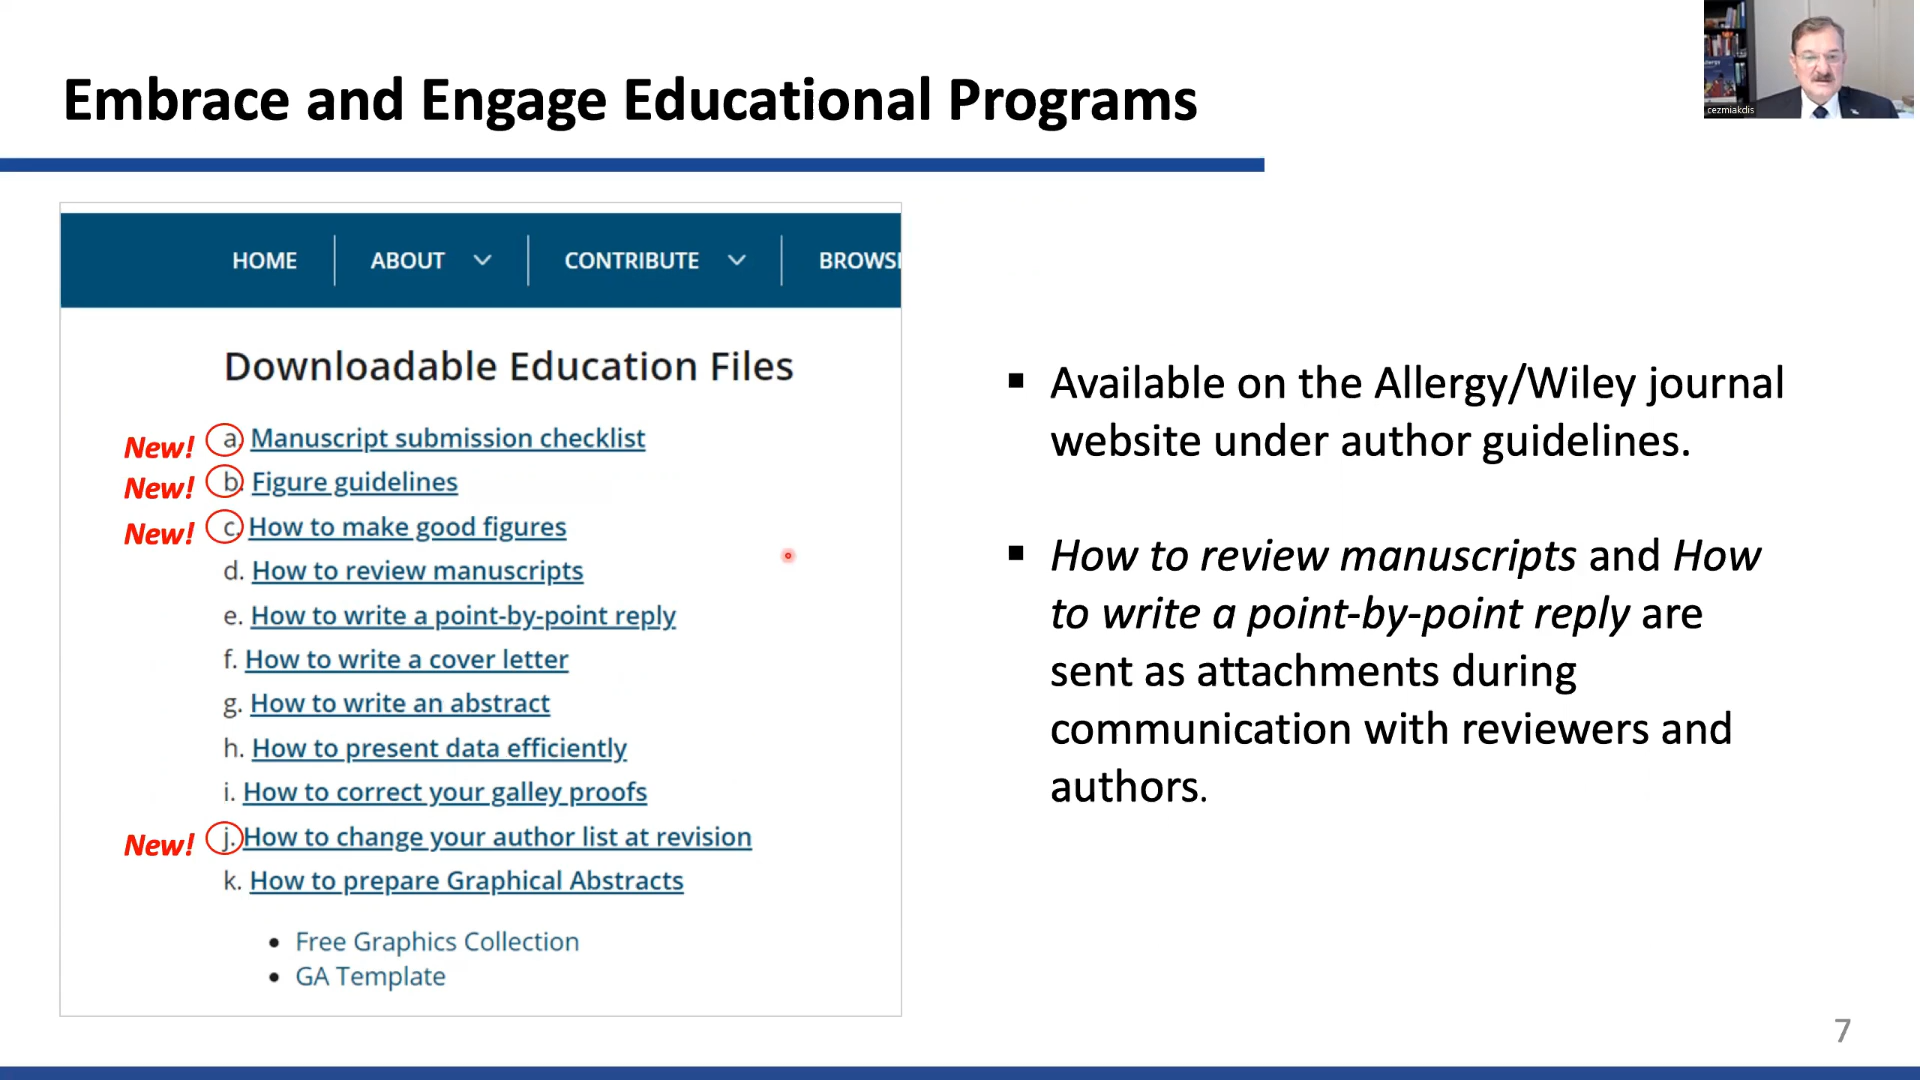 Embrace and Engage Educational Programs
cezmiakdis
HOME ABOUT CONTRIBUTE BROWSE
Downloadable Education Files
New! a. Manuscript submission checklist
New! b. Figure guidelines
New! c. How to make good figures
d. How to review manuscripts
e. How to write a point-by-point reply
f. How to write a cover letter
g. How to write an abstract
h. How to present data efficiently
i. How to correct your galley proofs
New! j. How to change your author list at revision
k. How to prepare Graphical Abstracts
• Free Graphics Collection
• GA Template
▪ Available on the Allergy/Wiley journal
website under author guidelines.
▪ How to review manuscripts and How
to write a point-by-point reply are
sent as attachments during
communication with reviewers and
authors.
7